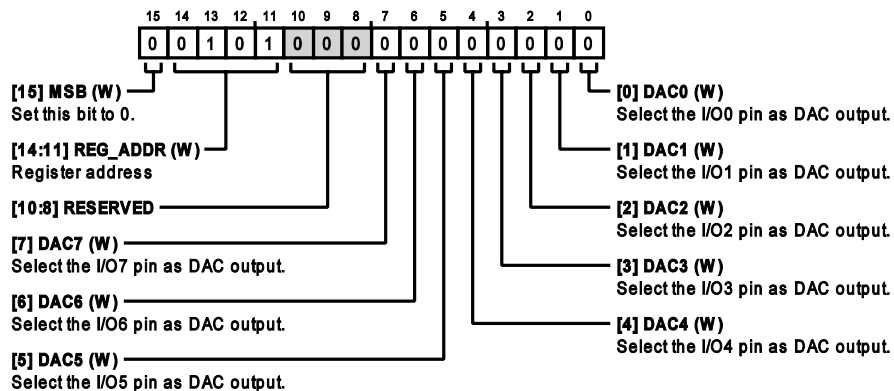 15 14 13 12 11 10 9 8 7 6 5 4 3 2 1 0
0 0 1 0 1 0 0 0 0 0 0 0 0 0 0 0
[15] MSB (W)
Set this bit to 0.
[14:11] REG_ADDR (W)
Register address
[10:8] RESERVED
[7] DAC7 (W)
Select the I/O7 pin as DAC output.
[6] DAC6 (W)
Select the I/O6 pin as DAC output.
[5] DAC5 (W)
Select the I/O5 pin as DAC output.
[0] DAC0 (W)
Select the I/O0 pin as DAC output.
[1] DAC1 (W)
Select the I/O1 pin as DAC output.
[2] DAC2 (W)
Select the I/O2 pin as DAC output.
[3] DAC3 (W)
Select the I/O3 pin as DAC output.
[4] DAC4 (W)
Select the I/O4 pin as DAC output.